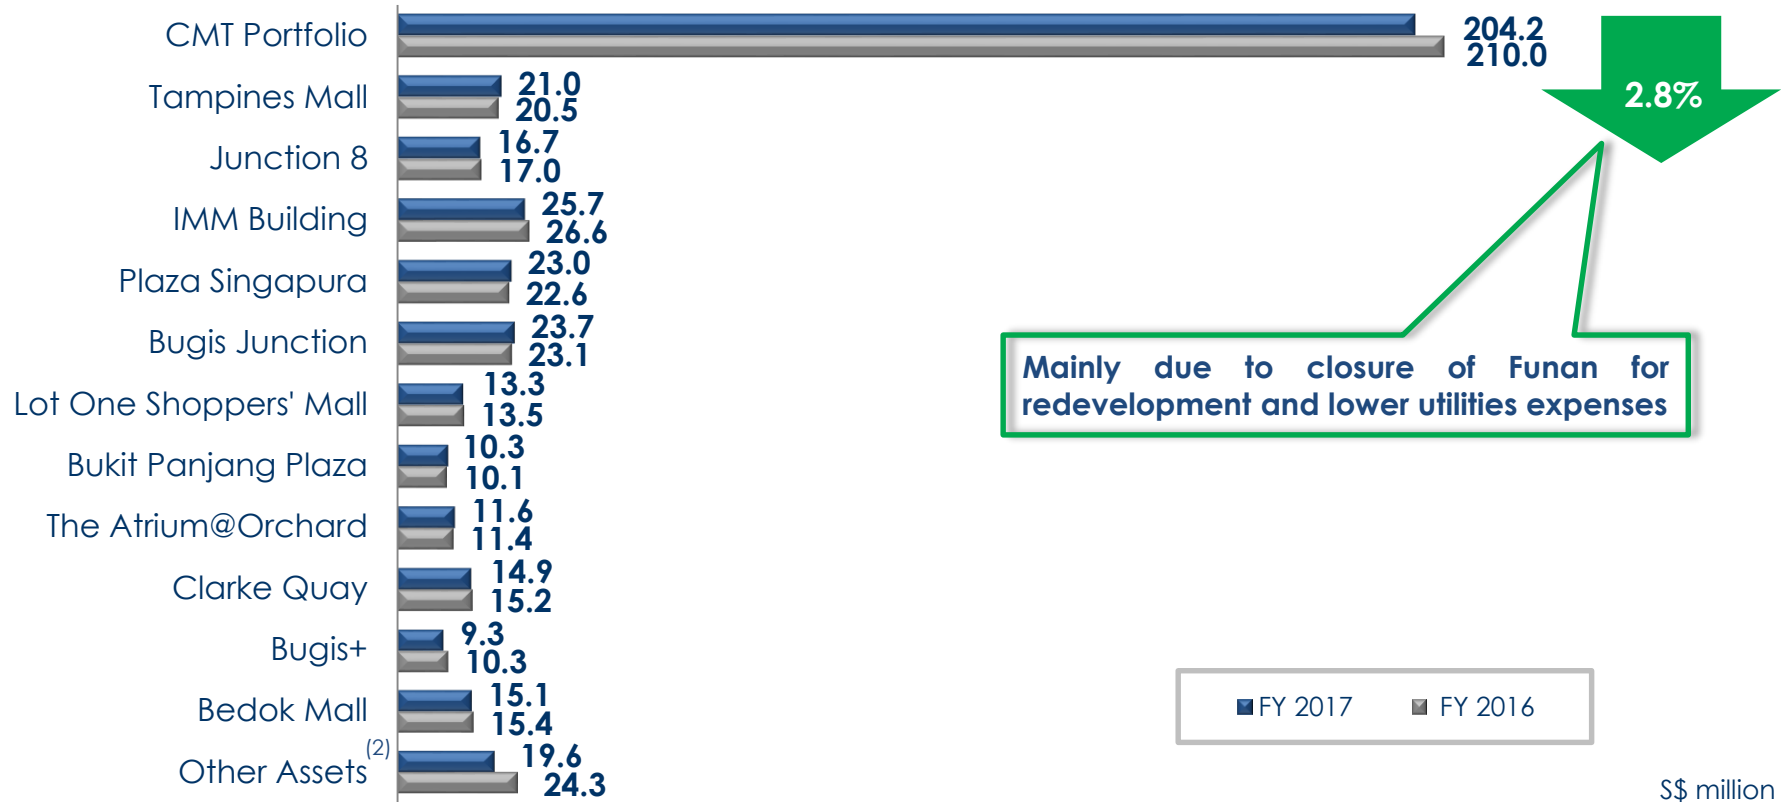 CMT Portfolio
204.2
210.0
2.8%
Tampines Mall
21.0
20.5
Junction 8
16.7
17.0
IMM Building
25.7
26.6
Plaza Singapura
23.0
22.6
Bugis Junction
23.7
23.1
Mainly due to closure of Funan for
redevelopment and lower utilities expenses
Lot One Shoppers' Mall
13.3
13.5
Bukit Panjang Plaza
10.3
10.1
The Atrium@Orchard
11.6
11.4
Clarke Quay
14.9
15.2
Bugis+
9.3
10.3
Bedok Mall
15.1
15.4
Other Assets (2)
19.6
24.3
FY 2017 FY 2016
S$ million